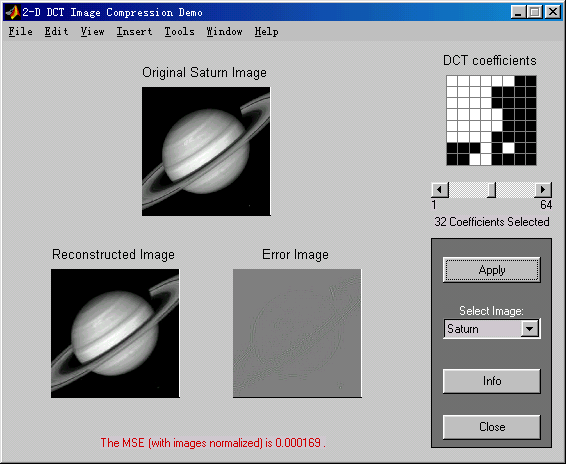 2-D DCT Image Compression Demo
File Edit View Insert Tools Window Help
Original Saturn Image
DCT coefficients
1 64
32 Coefficients Selected
Reconstructed Image
Error Image
Apply
Select Image:
Saturn
Info
Close
The MSE (with images normalized) is 0.000169 .